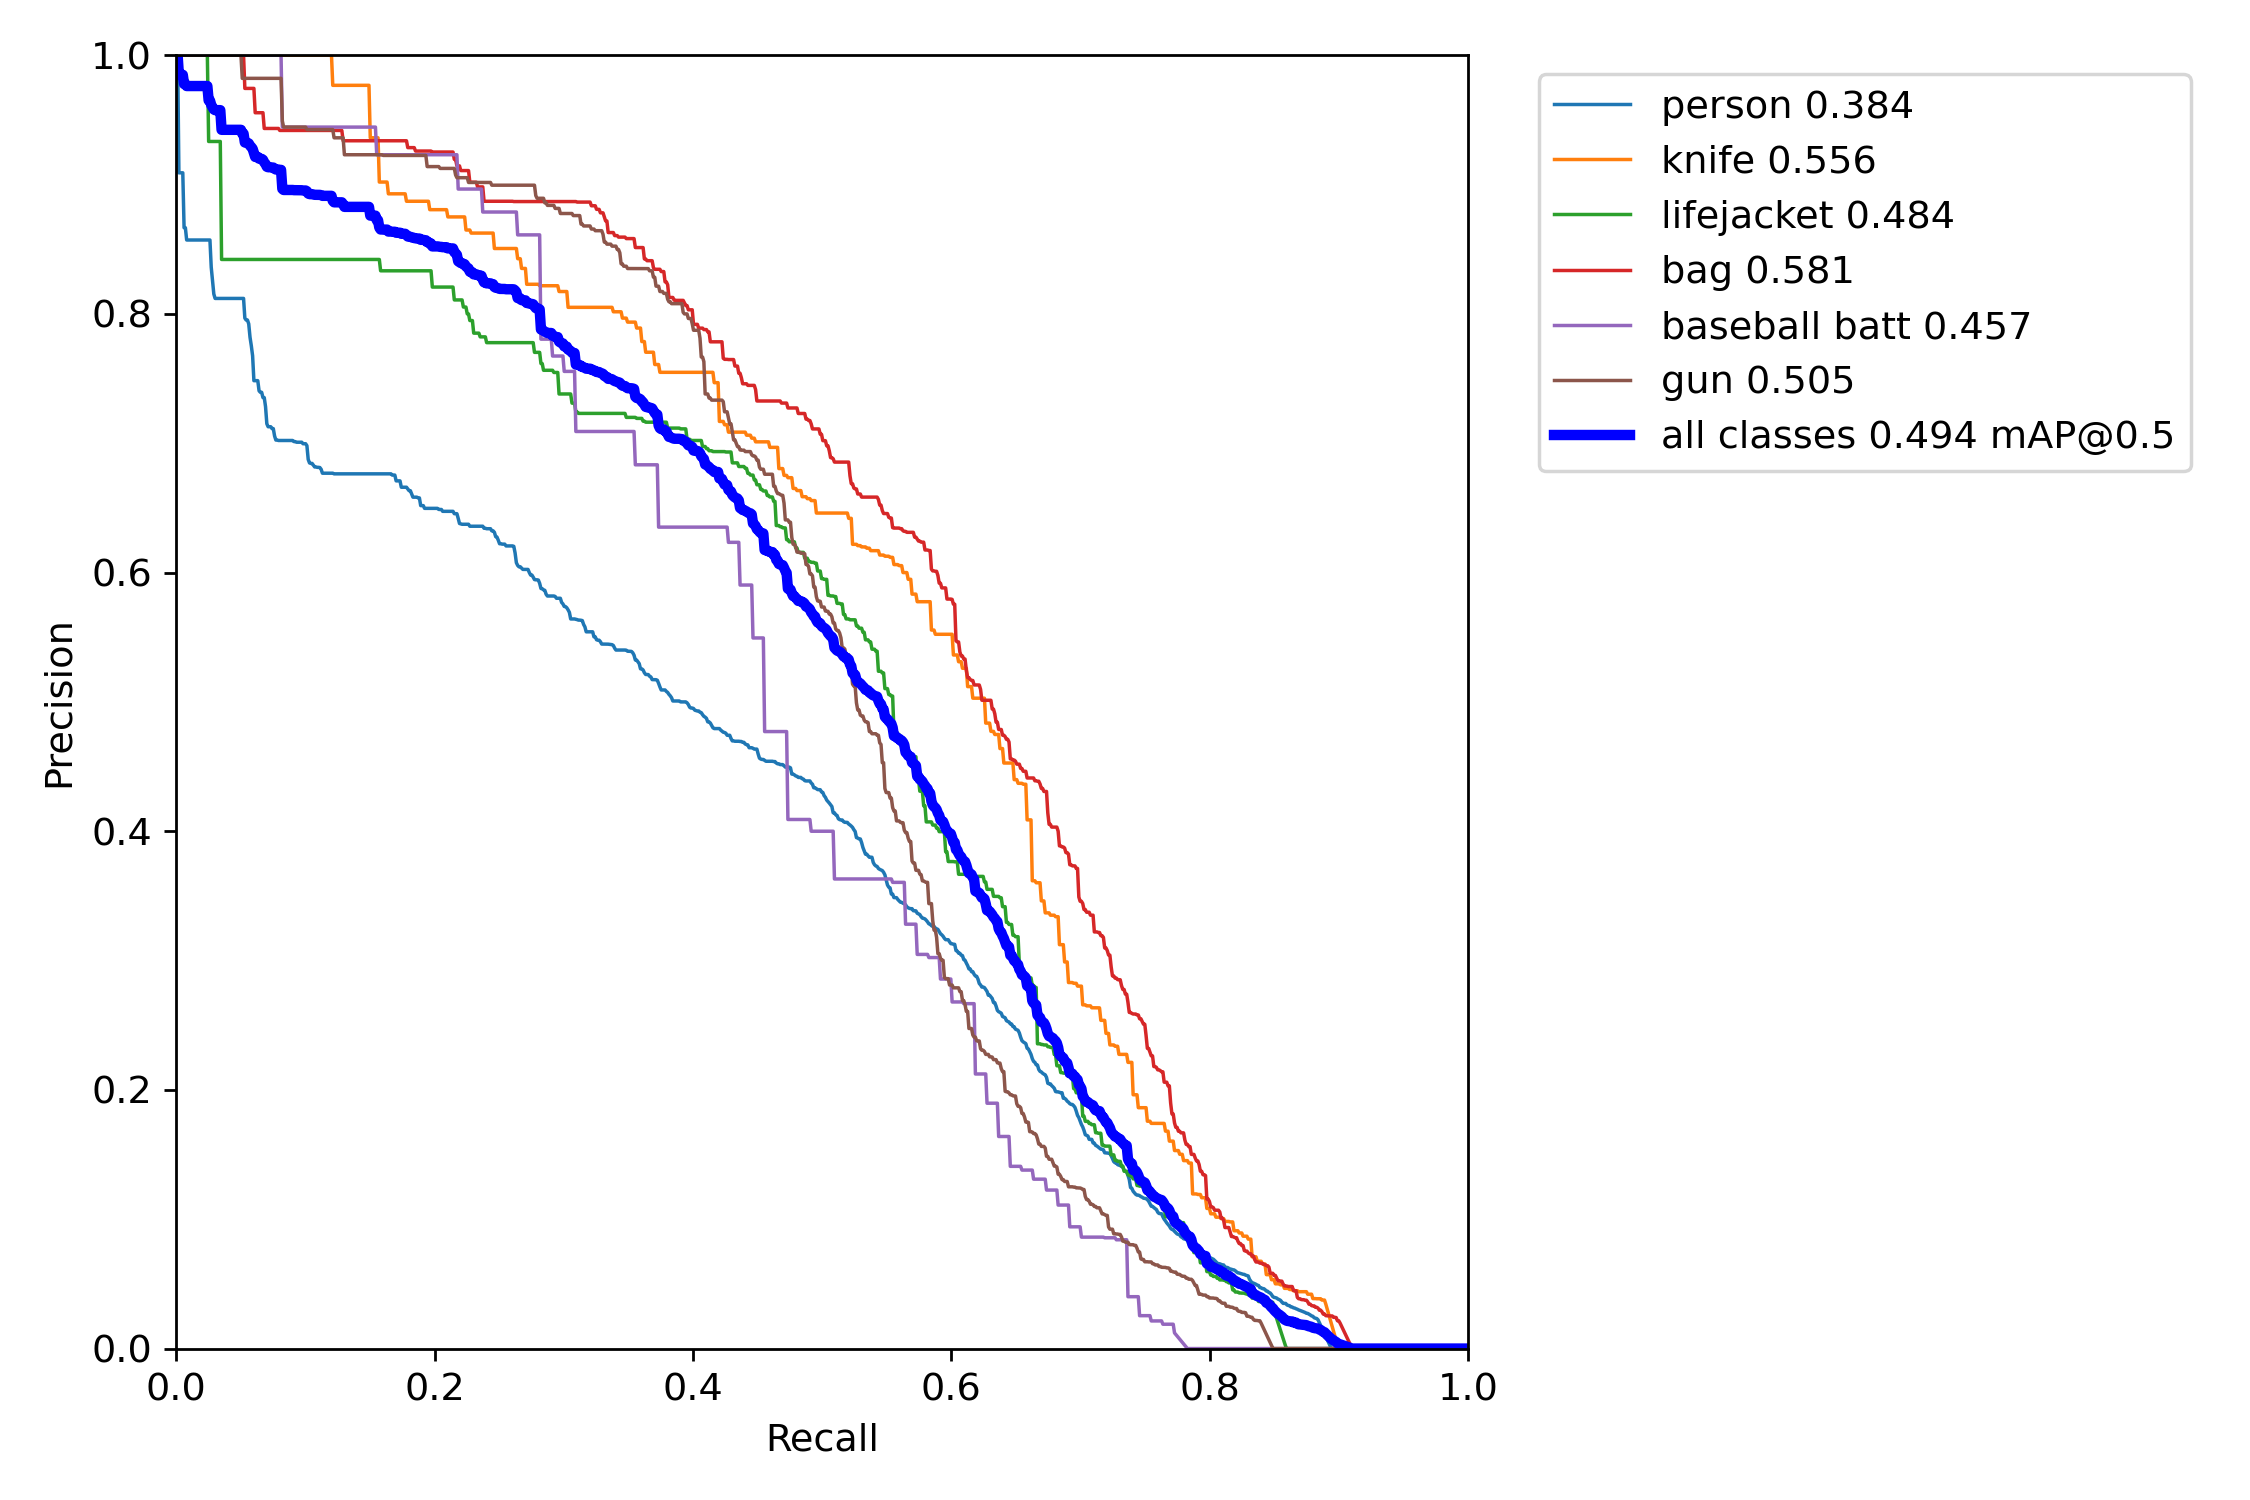 1.0
0.8
0.6
0.4
0.2
0.0
Precision
0.0 0.2 0.4 0.6 0.8 1.0
Recall
person 0.384
knife 0.556
lifejacket 0.484
bag 0.581
baseball batt 0.457
gun 0.505
all classes 0.494 mAP@0.5